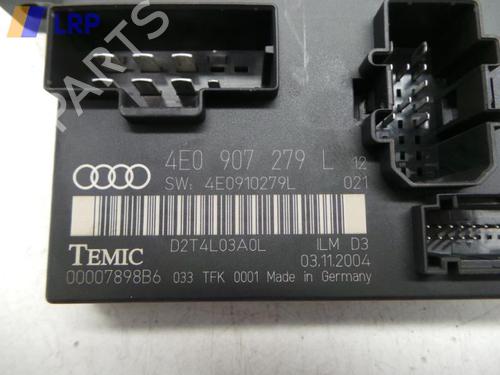 LRP
B-PARTS
4E0 907 279 L 12
SW: 4E0910279L 021
TEMIC D2T4L03A0L ILM D3
03.11.2004
00007898B6 033 TFK 0001 Made in Germany